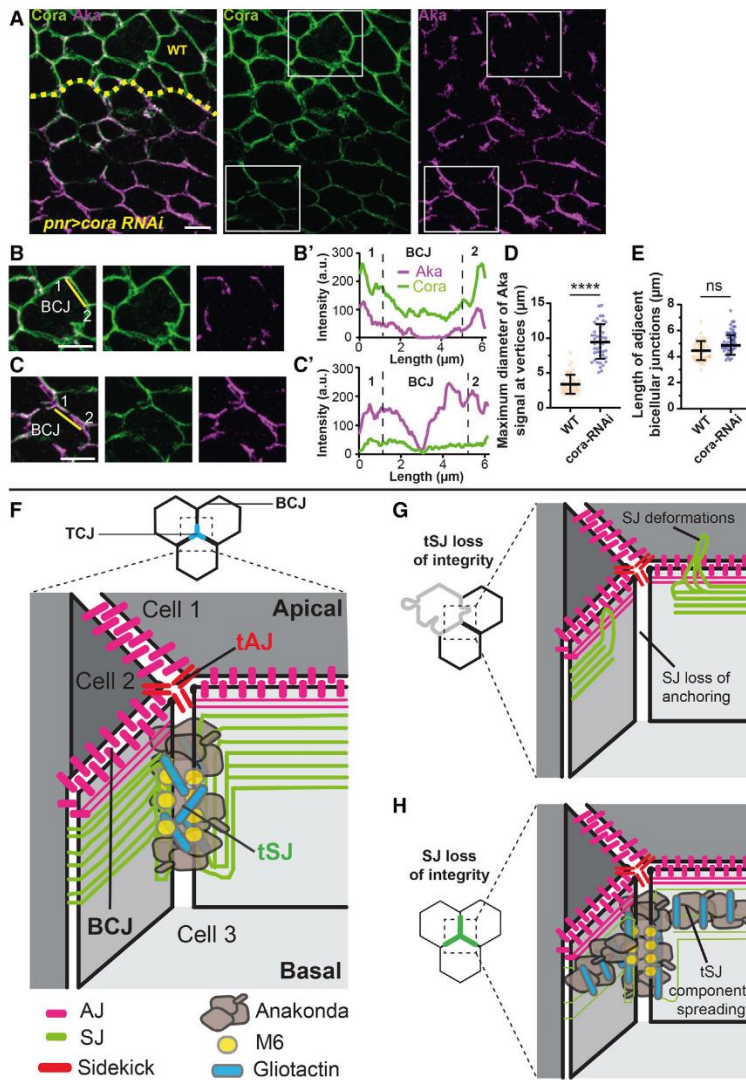 A
Cora Aka
WT
pnr>cora RNAi
Cora
Aka
B
1
BCJ
2
B'
1 BCJ 2
Aka
Cora
Intensity (a.u.)
300
200
100
0
0 2 4 6
Length (μm)
C
1
BCJ
2
C'
1 BCJ 2
Intensity (a.u.)
300
200
100
0
0 2 4 6
Length (μm)
D
****
Maximum diameter of Aka
signal at vertices (μm)
15
10
5
0
WT
cora-RNAi
E
ns
Length of adjacent
bicellular junctions (μm)
10
8
6
4
2
0
WT
cora-RNAi
F
BCJ
TCJ
Cell 1
Apical
tAJ
Cell 2
tSJ
BCJ
Cell 3
Basal
AJ
SJ
Sidekick
Anakonda
M6
Gliotactin
G
tSJ loss
of integrity
SJ deformations
SJ loss of
anchoring
H
SJ loss of
integrity
tSJ
component
spreading